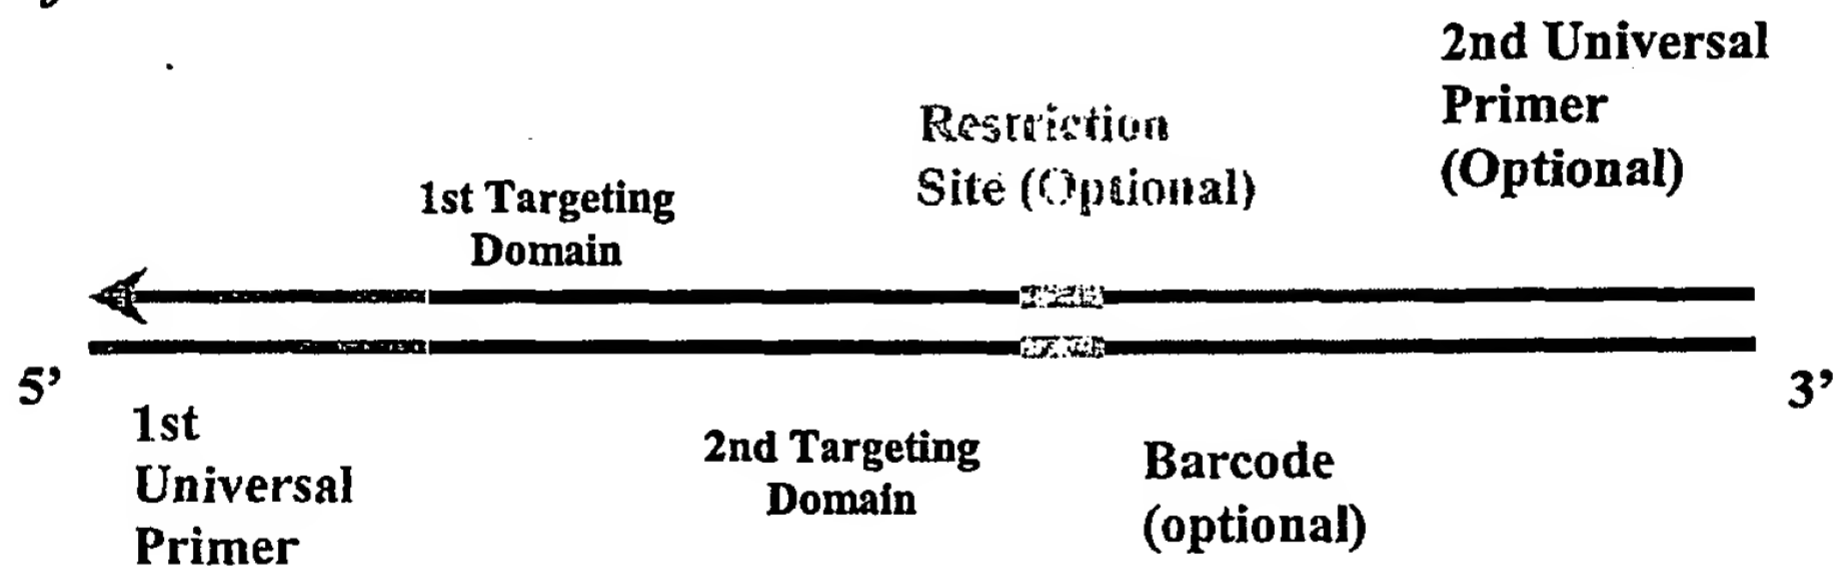 2nd Universal
Primer
(Optional)
Restriction
Site (Optional)
1st Targeting
Domain
5’
3’
1st
Universal
Primer
2nd Targeting
Domain
Barcode
(optional)